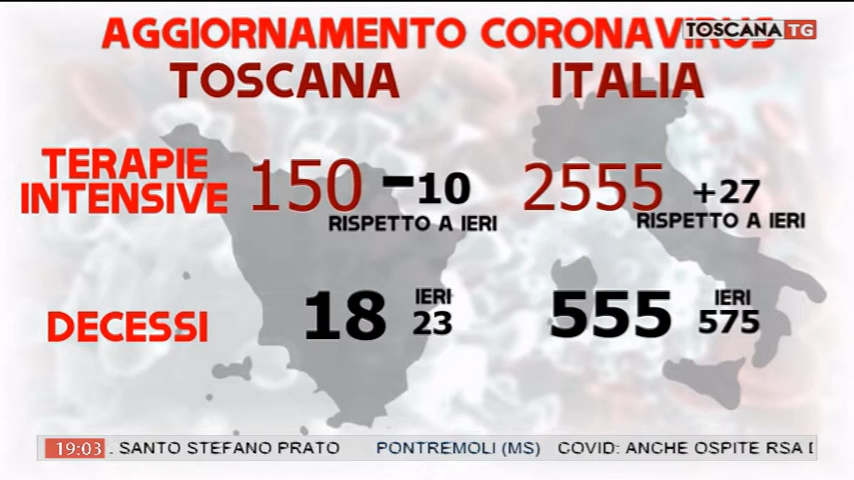 AGGIORNAMENTO CORONAVIRUS
TOSCANA TG
TOSCANA ITALIA
TERAPIE INTENSIVE
150 -10 RISPETTO A IERI
2555 +27 RISPETTO A IERI
DECESSI
18 IERI 23
555 IERI 575
19:03 . SANTO STEFANO PRATO PONTREMOLI (MS) COVID: ANCHE OSPITE RSA